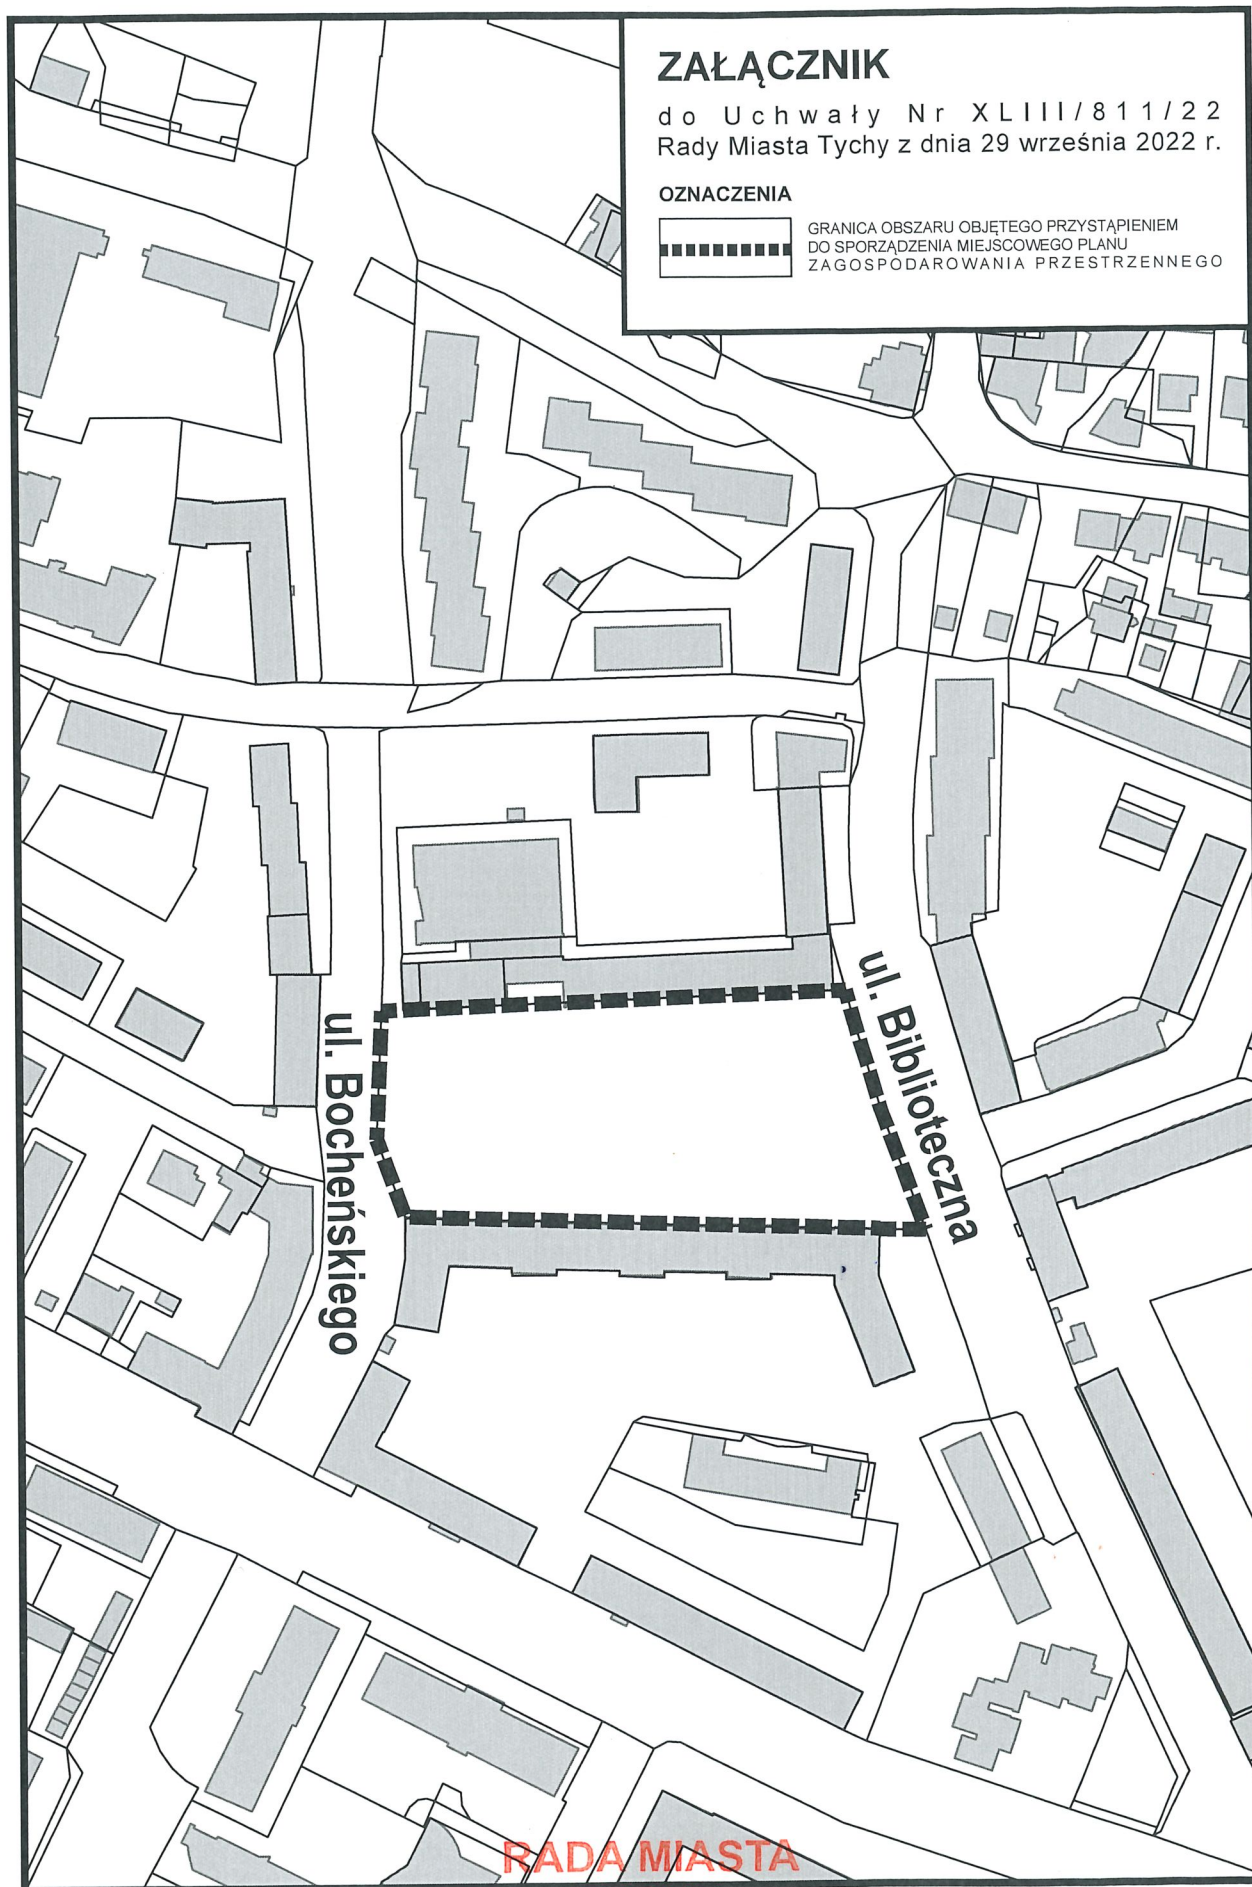 ZAŁĄCZNIK
do Uchwały Nr XLIII/811/22
Rady Miasta Tychy z dnia 29 września 2022 r.
OZNACZENIA
GRANICA OBSZARU OBJĘTEGO PRZYSTĄPIENIEM
DO SPORZĄDZENIA MIEJSCOWEGO PLANU
ZAGOSPODAROWANIA PRZESTRZENNEGO
ul. Biblioteczna
ul. Bocheńskiego
RADA MIASTA